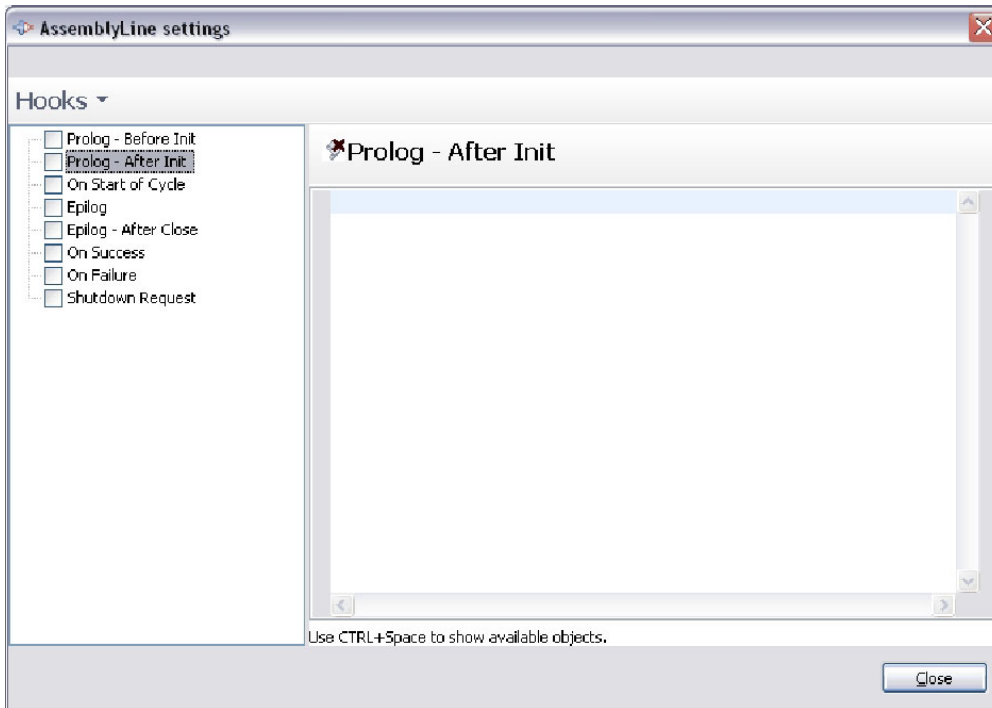 AssemblyLine settings
Hooks
Prolog - Before Init
Prolog - After Init
On Start of Cycle
Epilog
Epilog - After Close
On Success
On Failure
Shutdown Request
Prolog - After Init
Use CTRL+Space to show available objects.
Close